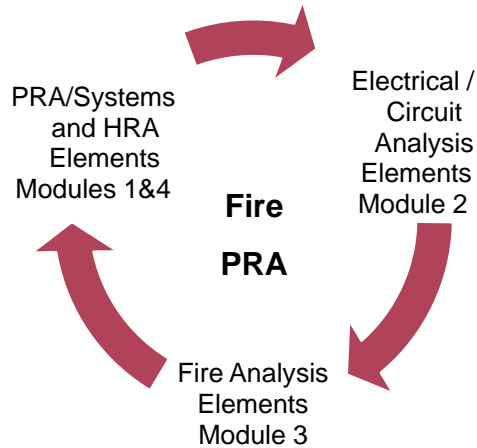 PRA/Systems
and HRA
Elements
Modules 1&4
Electrical /
Circuit
Analysis
Elements
Module 2
Fire
PRA
Fire Analysis
Elements
Module 3